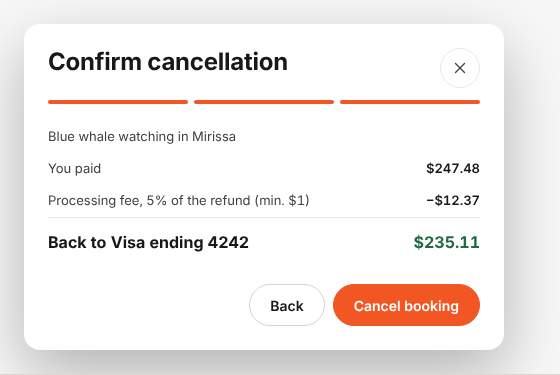 Confirm cancellation
Blue whale watching in Mirissa
You paid $247.48
Processing fee, 5% of the refund (min. $1) −$12.37
Back to Visa ending 4242 $235.11
Back Cancel booking